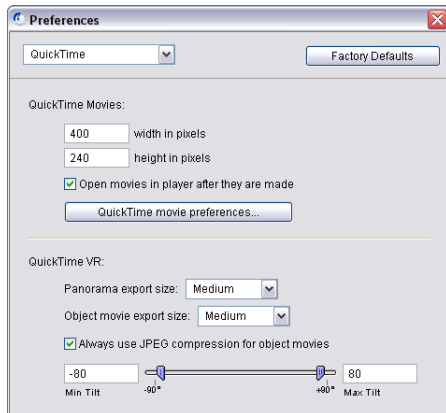 Preferences
QuickTime
Factory Defaults
QuickTime Movies:
400 width in pixels
240 height in pixels
Open movies in player after they are made
QuickTime movie preferences...
QuickTime VR:
Panorama export size: Medium
Object movie export size: Medium
Always use JPEG compression for object movies
-80 80
Min Tilt -90° +90° Max Tilt